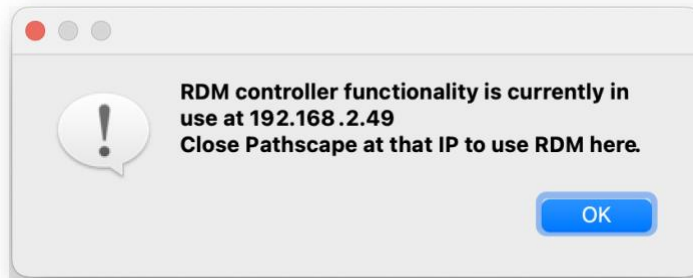 RDM controller functionality is currently in
use at 192.168.2.49
Close Pathscape at that IP to use RDM here.
OK